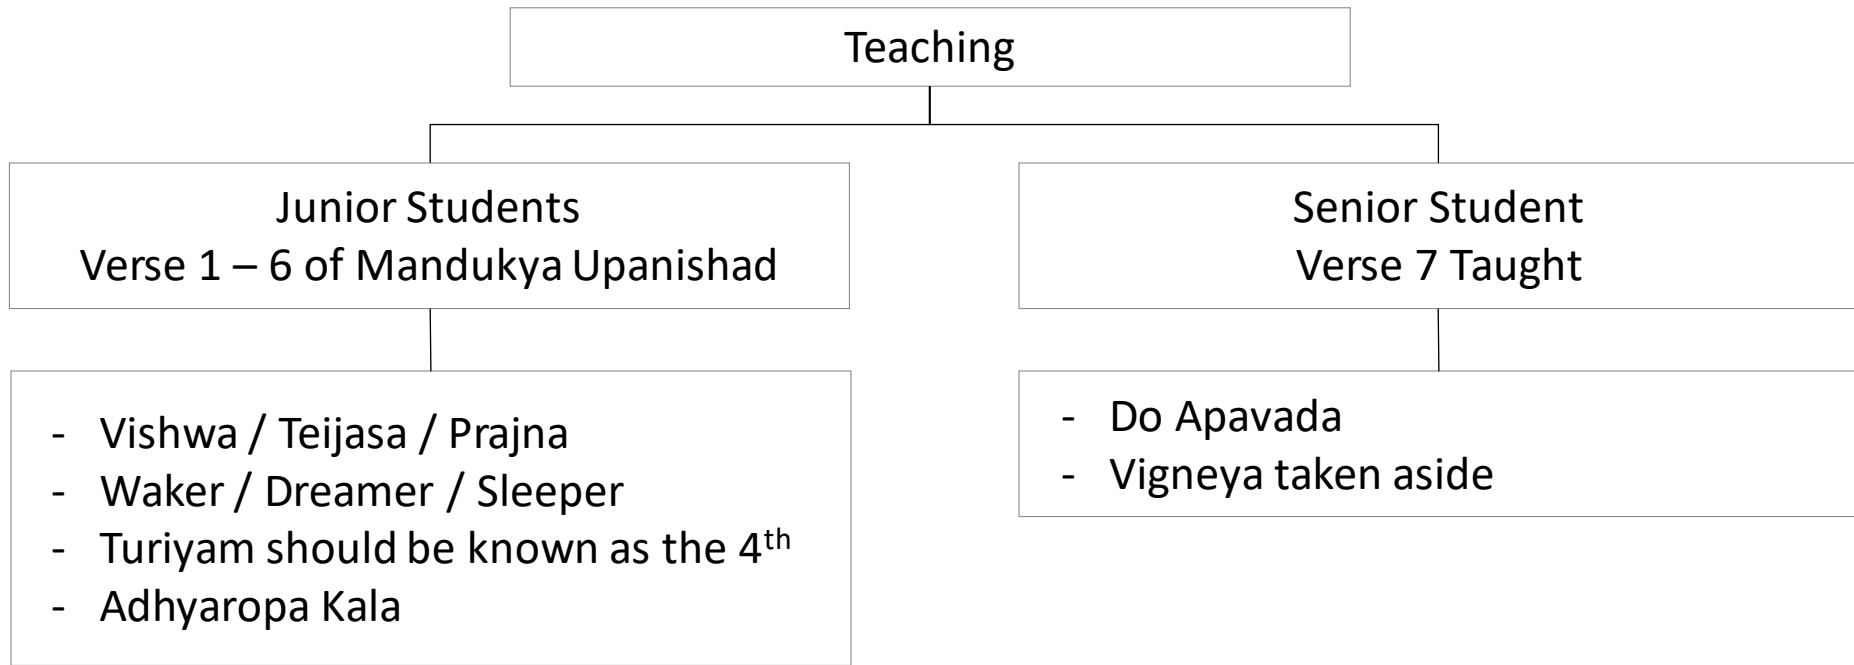 Teaching
Junior Students
Verse 1 – 6 of Mandukya Upanishad
Senior Student
Verse 7 Taught
- Vishwa / Teijasa / Prajna
- Waker / Dreamer / Sleeper
- Turiyam should be known as the 4th
- Adhyaropa Kala
- Do Apavada
- Vigneya taken aside